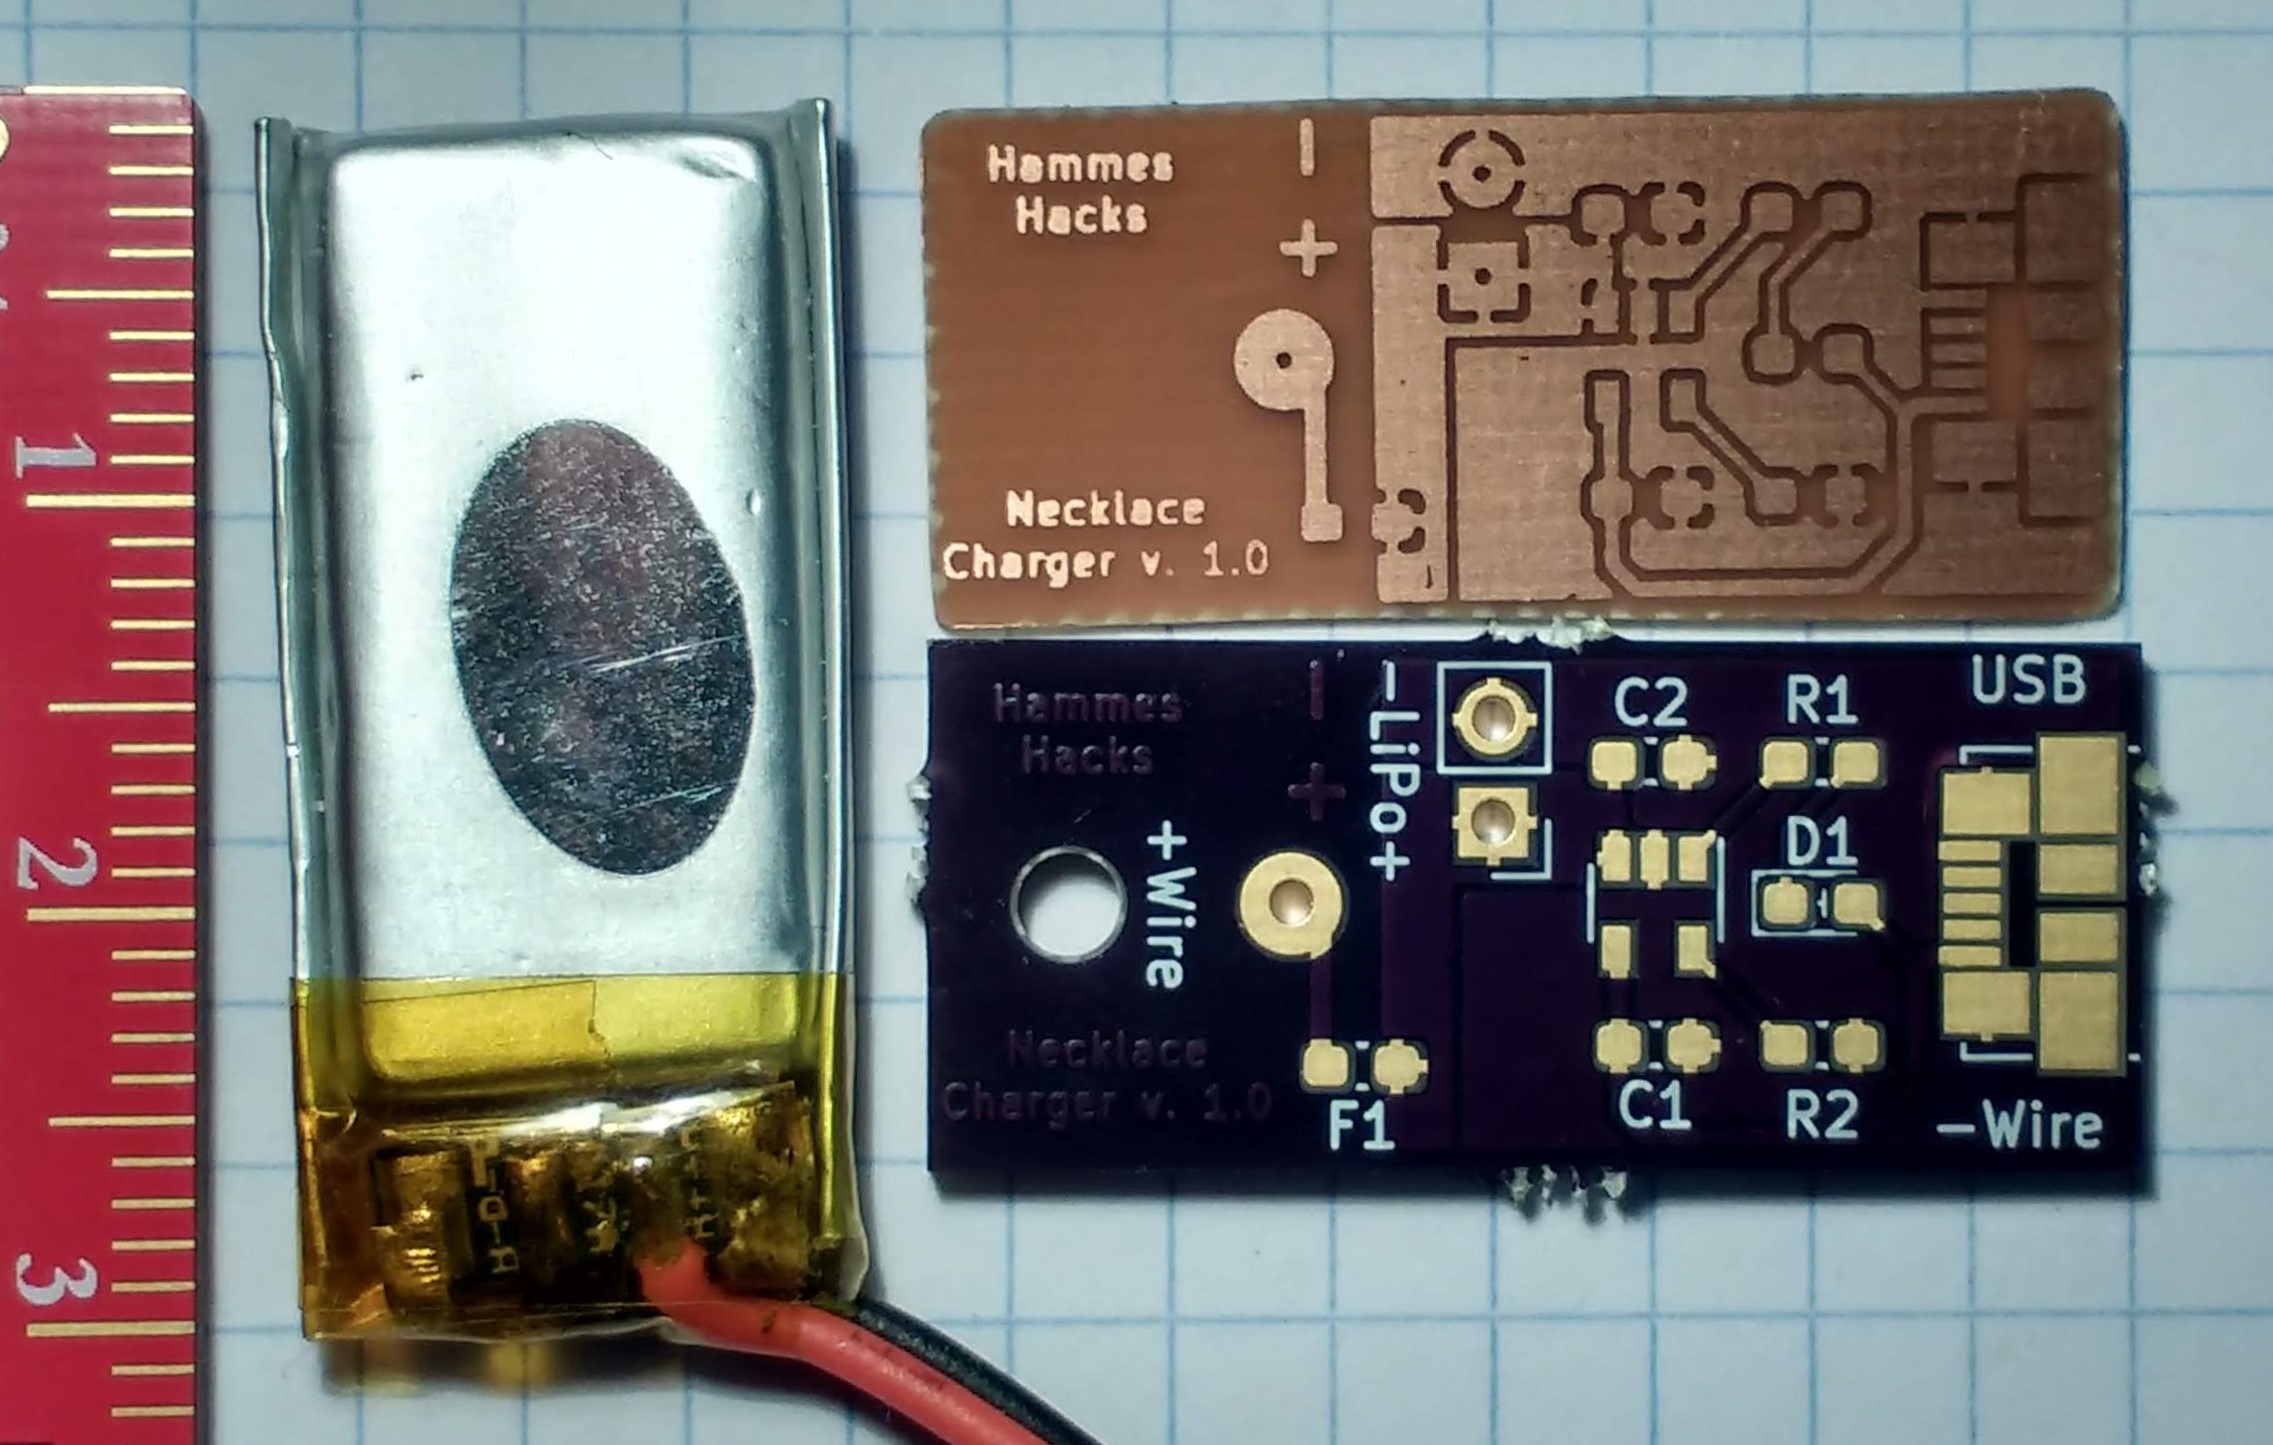 1
2
3
Hammes
Hacks
−
+
Necklace
Charger v. 1.0
Hammes
Hacks
−
+
Necklace
Charger v. 1.0
+Wire
-LiPo+
C2
R1
USB
D1
F1
C1
R2
-Wire